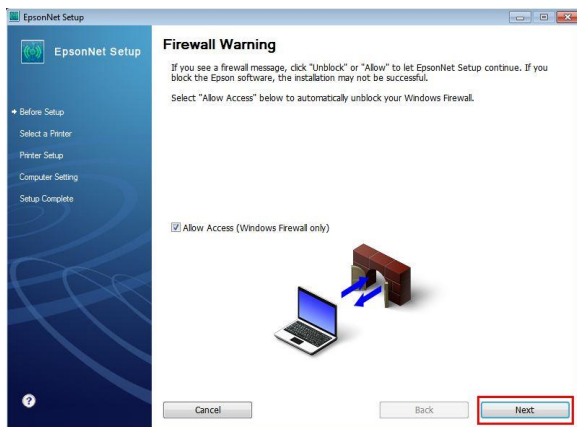 EpsonNet Setup
EpsonNet Setup
Before Setup
Select a Printer
Printer Setup
Computer Setting
Setup Complete
Firewall Warning
If you see a firewall message, click "Unblock" or "Allow" to let EpsonNet Setup continue. If you
block the Epson software, the installation may not be successful.
Select "Allow Access" below to automatically unblock your Windows Firewall.
Allow Access (Windows Firewall only)
?
Cancel
Back
Next